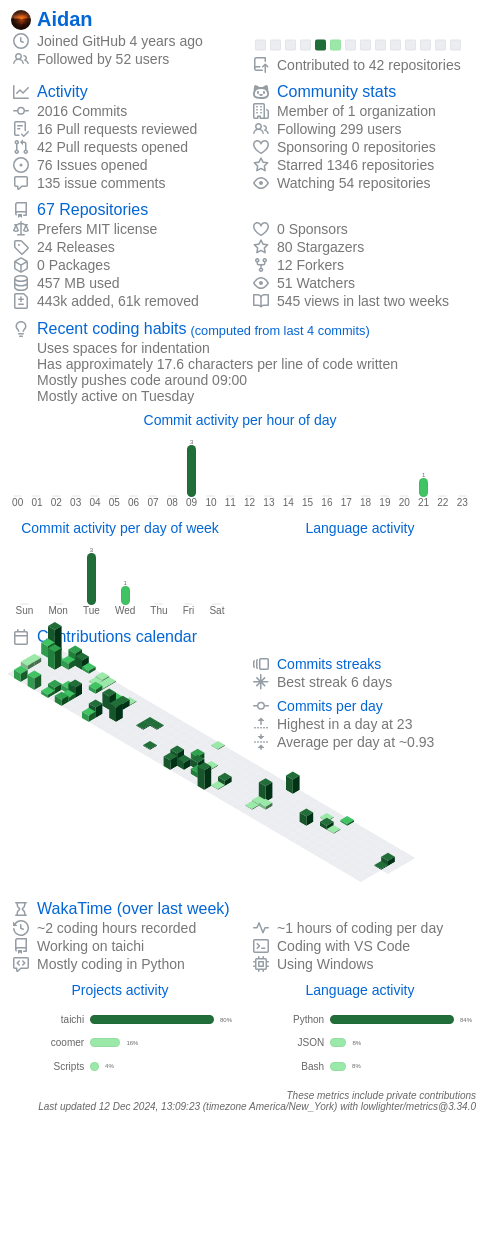 Aidan
Joined GitHub 4 years ago
Followed by 52 users
Contributed to 42 repositories
Activity
2016 Commits
16 Pull requests reviewed
42 Pull requests opened
76 Issues opened
135 issue comments
Community stats
Member of 1 organization
Following 299 users
Sponsoring 0 repositories
Starred 1346 repositories
Watching 54 repositories
67 Repositories
Prefers MIT license
24 Releases
0 Packages
457 MB used
443k added, 61k removed
0 Sponsors
80 Stargazers
12 Forkers
51 Watchers
545 views in last two weeks
Recent coding habits (computed from last 4 commits)
Uses spaces for indentation
Has approximately 17.6 characters per line of code written
Mostly pushes code around 09:00
Mostly active on Tuesday
Commit activity per hour of day
3
1
00 01 02 03 04 05 06 07 08 09 10 11 12 13 14 15 16 17 18 19 20 21 22 23
Commit activity per day of week
3
1
Sun Mon Tue Wed Thu Fri Sat
Language activity
Contributions calendar
Commits streaks
Best streak 6 days
Commits per day
Highest in a day at 23
Average per day at ~0.93
WakaTime (over last week)
~2 coding hours recorded
Working on taichi
Mostly coding in Python
~1 hours of coding per day
Coding with VS Code
Using Windows
Projects activity
taichi 80%
coomer 16%
Scripts 4%
Language activity
Python 84%
JSON 8%
Bash 8%
These metrics include private contributions
Last updated 12 Dec 2024, 13:09:23 (timezone America/New_York) with lowlighter/metrics@3.34.0